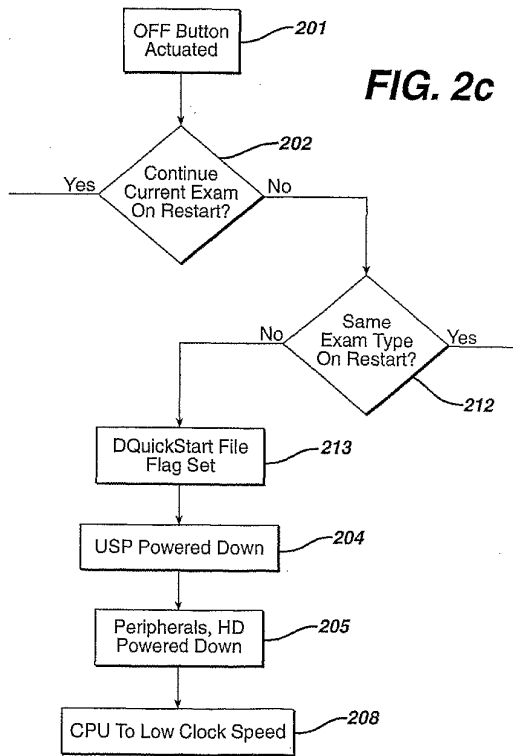 OFF Button
Actuated
201
FIG. 2c
202
Continue
Current Exam
On Restart?
Yes
No
Same
Exam Type
On Restart?
No
Yes
212
DQuickStart File
Flag Set
213
USP Powered Down
204
Peripherals, HD
Powered Down
205
CPU To Low Clock Speed
208